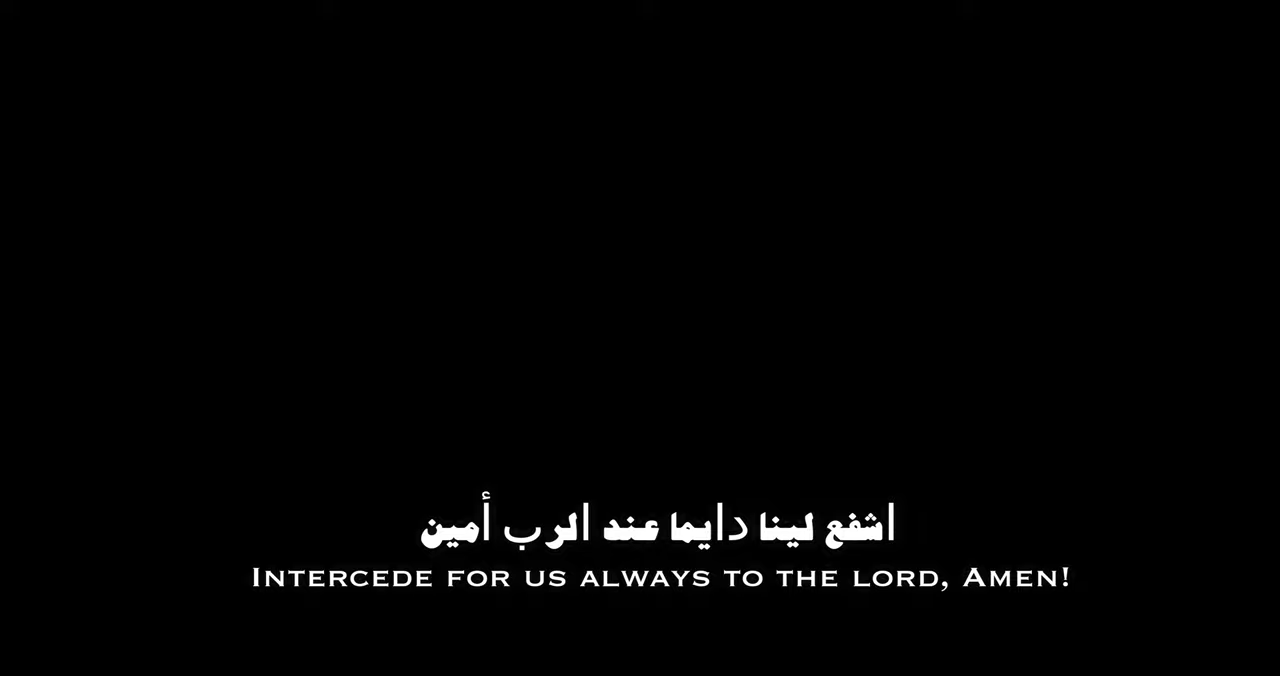 اشفع لينا دايما عند الرب أمين
Intercede for us always to the lord, Amen!